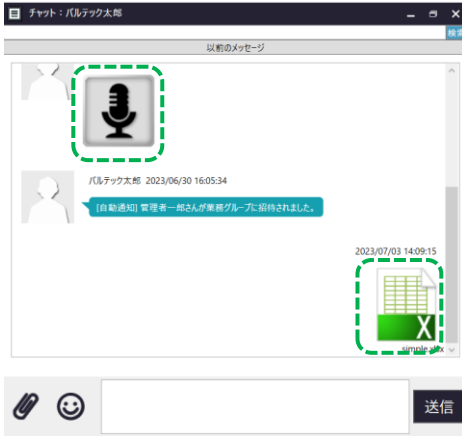 チャット：バルテック太郎
検索
以前のメッセージ
バルテック太郎 2023/06/30 16:05:34
[自動通知] 管理者一郎さんが業務グループに招待されました。
2023/07/03 14:09:15
X
simple.xlsx
送信